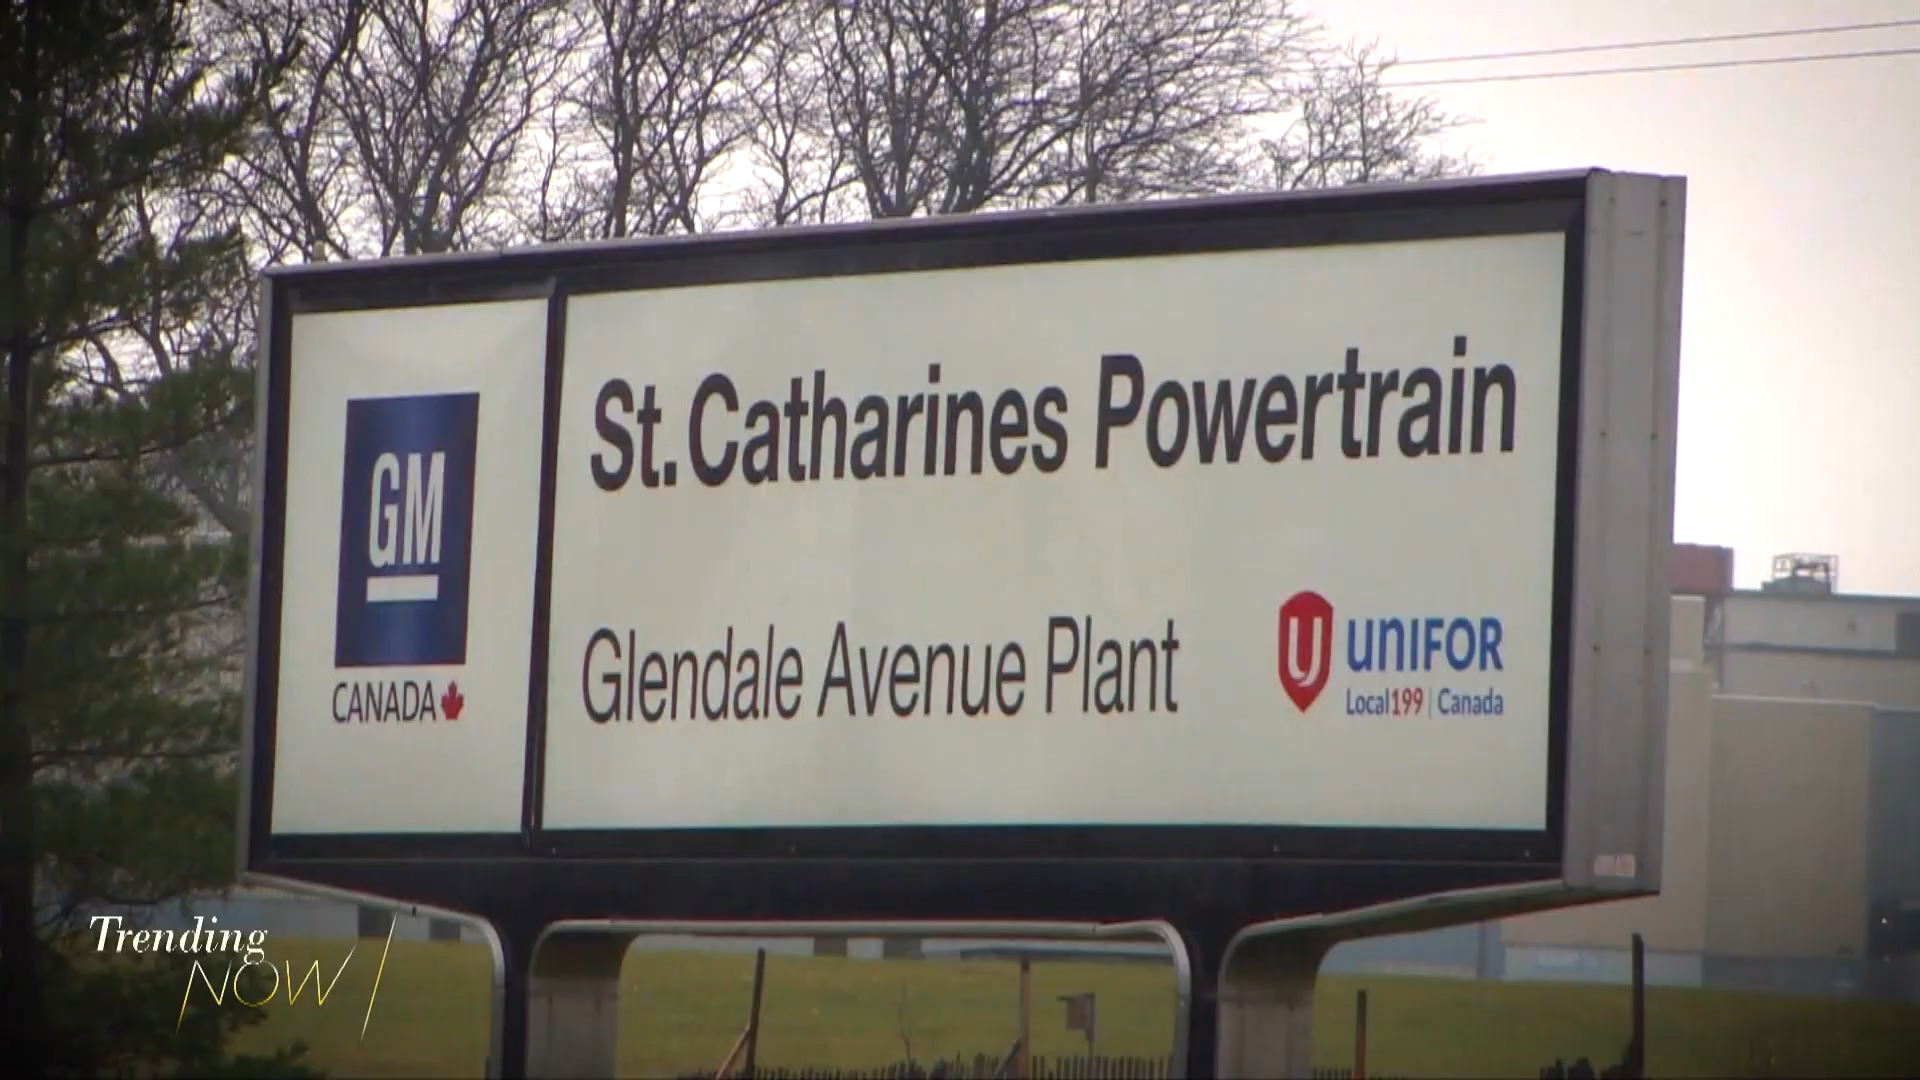 GM
CANADA
St. Catharines Powertrain
Glendale Avenue Plant
UNIFOR
Local199 | Canada
Trending
NOW